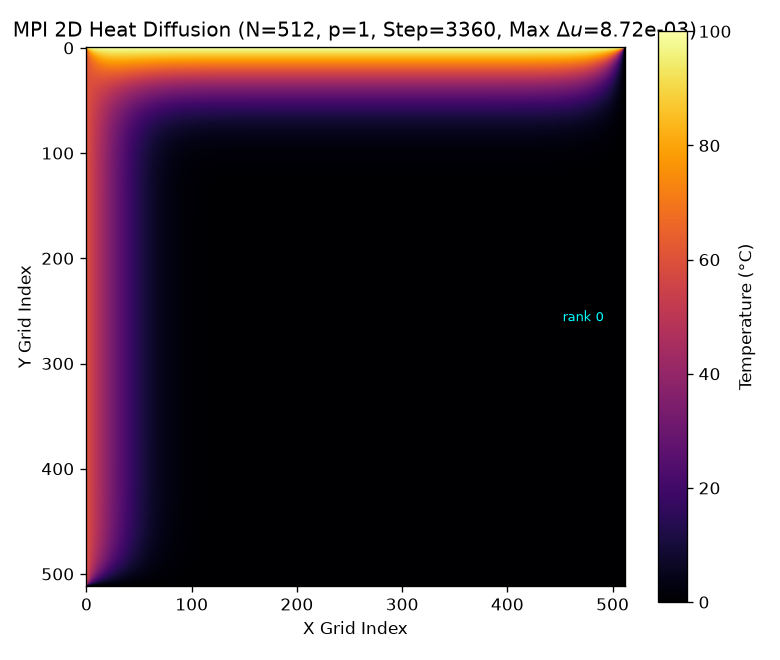 MPI 2D Heat Diffusion (N=512, p=1, Step=3360, Max Δu=8.72e-03)
0
100
200
300
400
500
Y Grid Index
0 100 200 300 400 500
X Grid Index
rank 0
100
80
60
40
20
0
Temperature (°C)